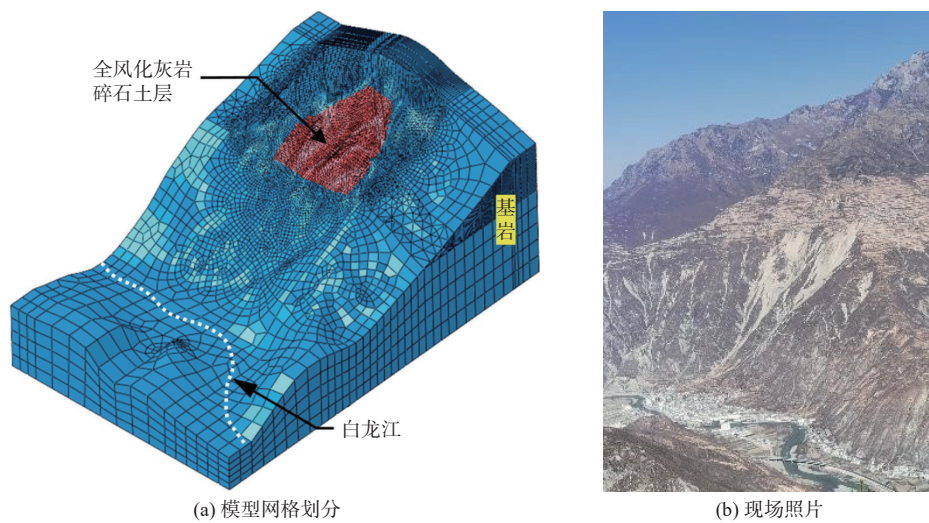 全风化灰岩
碎石土层
基
岩
白龙江
(a) 模型网格划分
(b) 现场照片